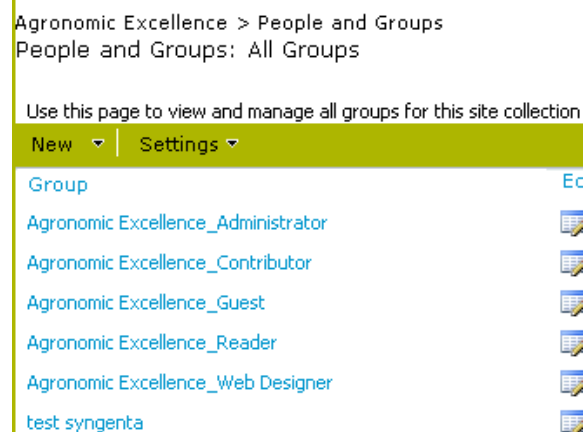 Agronomic Excellence > People and Groups
People and Groups: All Groups
Use this page to view and manage all groups for this site collection
New Settings
Group
Agronomic Excellence_Administrator
Agronomic Excellence_Contributor
Agronomic Excellence_Guest
Agronomic Excellence_Reader
Agronomic Excellence_Web Designer
test syngenta